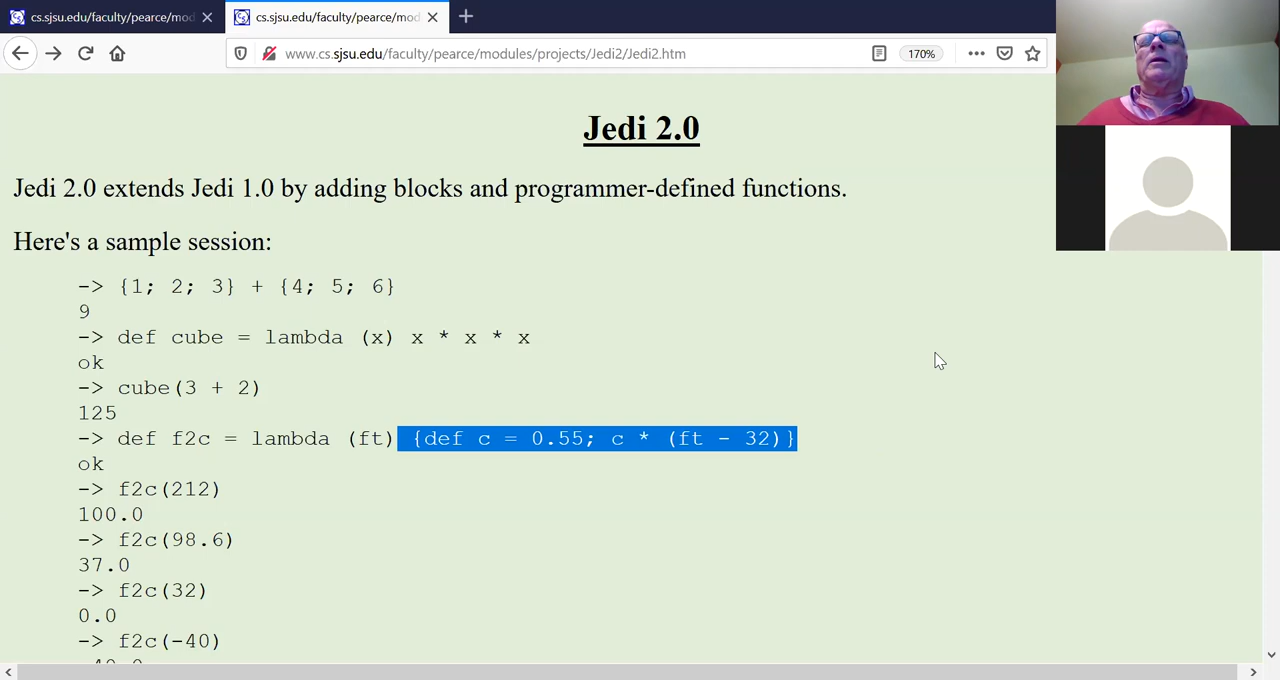 cs.sjsu.edu/faculty/pearce/mod
cs.sjsu.edu/faculty/pearce/mod
www.cs.sjsu.edu/faculty/pearce/modules/projects/Jedi2/Jedi2.htm
170%
Jedi 2.0
Jedi 2.0 extends Jedi 1.0 by adding blocks and programmer-defined functions.
Here's a sample session:
-> {1; 2; 3} + {4; 5; 6}
9
-> def cube = lambda (x) x * x * x
ok
-> cube(3 + 2)
125
-> def f2c = lambda (ft) {def c = 0.55; c * (ft - 32)}
ok
-> f2c(212)
100.0
-> f2c(98.6)
37.0
-> f2c(32)
0.0
-> f2c(-40)